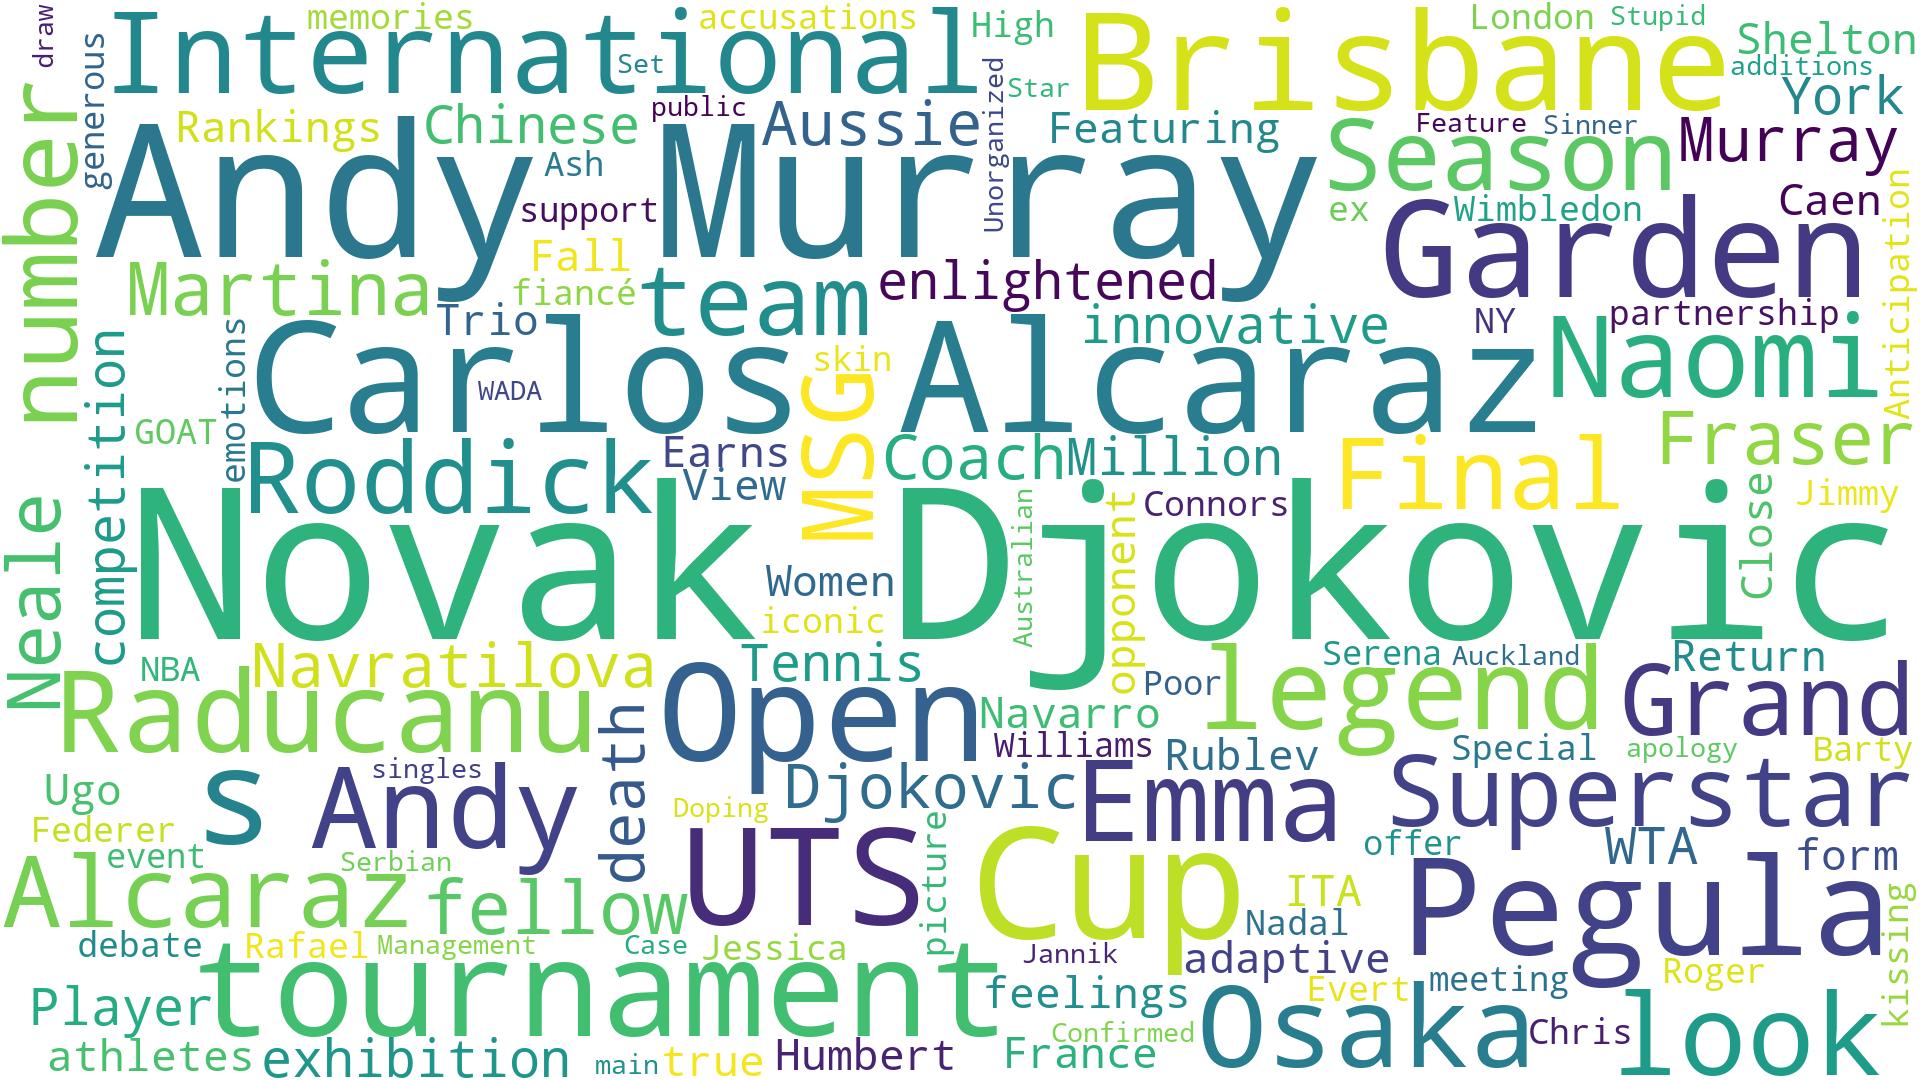 draw
memories
accusations
High
London
Stupid
Shelton
International
Brisbane
Set
additions
generous
Star
York
number
Rankings
Chinese
public
Aussie
Unorganized
Featuring
Feature
Sinner
Murray
Season
Andy Murray
Ash
support
ex
Wimbledon
Caen
Garden
Anticipation
Fall
Martina
fiancé
team
enlightened
innovative
NY
partnership
Trio
Naomi
emotions
competition
Carlos Alcaraz
WADA
skin
MSG
GOAT
Fraser
Roddick
Earns
View
Coach
Million
Final
Close
Jimmy
Connors
Neale
Novak Djokovic
Australian
opponent
Women
iconic
NBA
Navratilova
Tennis
Serena
Auckland
Return
Raducanu
Open
Poor
legend
Grand
death
Navarro
Williams
Rublev
Special
apology
Barty
singles
Ugo
s
Andy
Djokovic
Emma
Superstar
Doping
Federer
event
Serbian
picture
offer
WTA
form
Alcaraz
fellow
UTS
Cup
ITA
Pegula
kissing
Nadal
debate
Rafael
Management
Case
Jessica
Jannik
adaptive
meeting
Roger
tournament
Evert
Player
feelings
Osaka
look
Confirmed
Chris
athletes
exhibition
main
true
Humbert
France